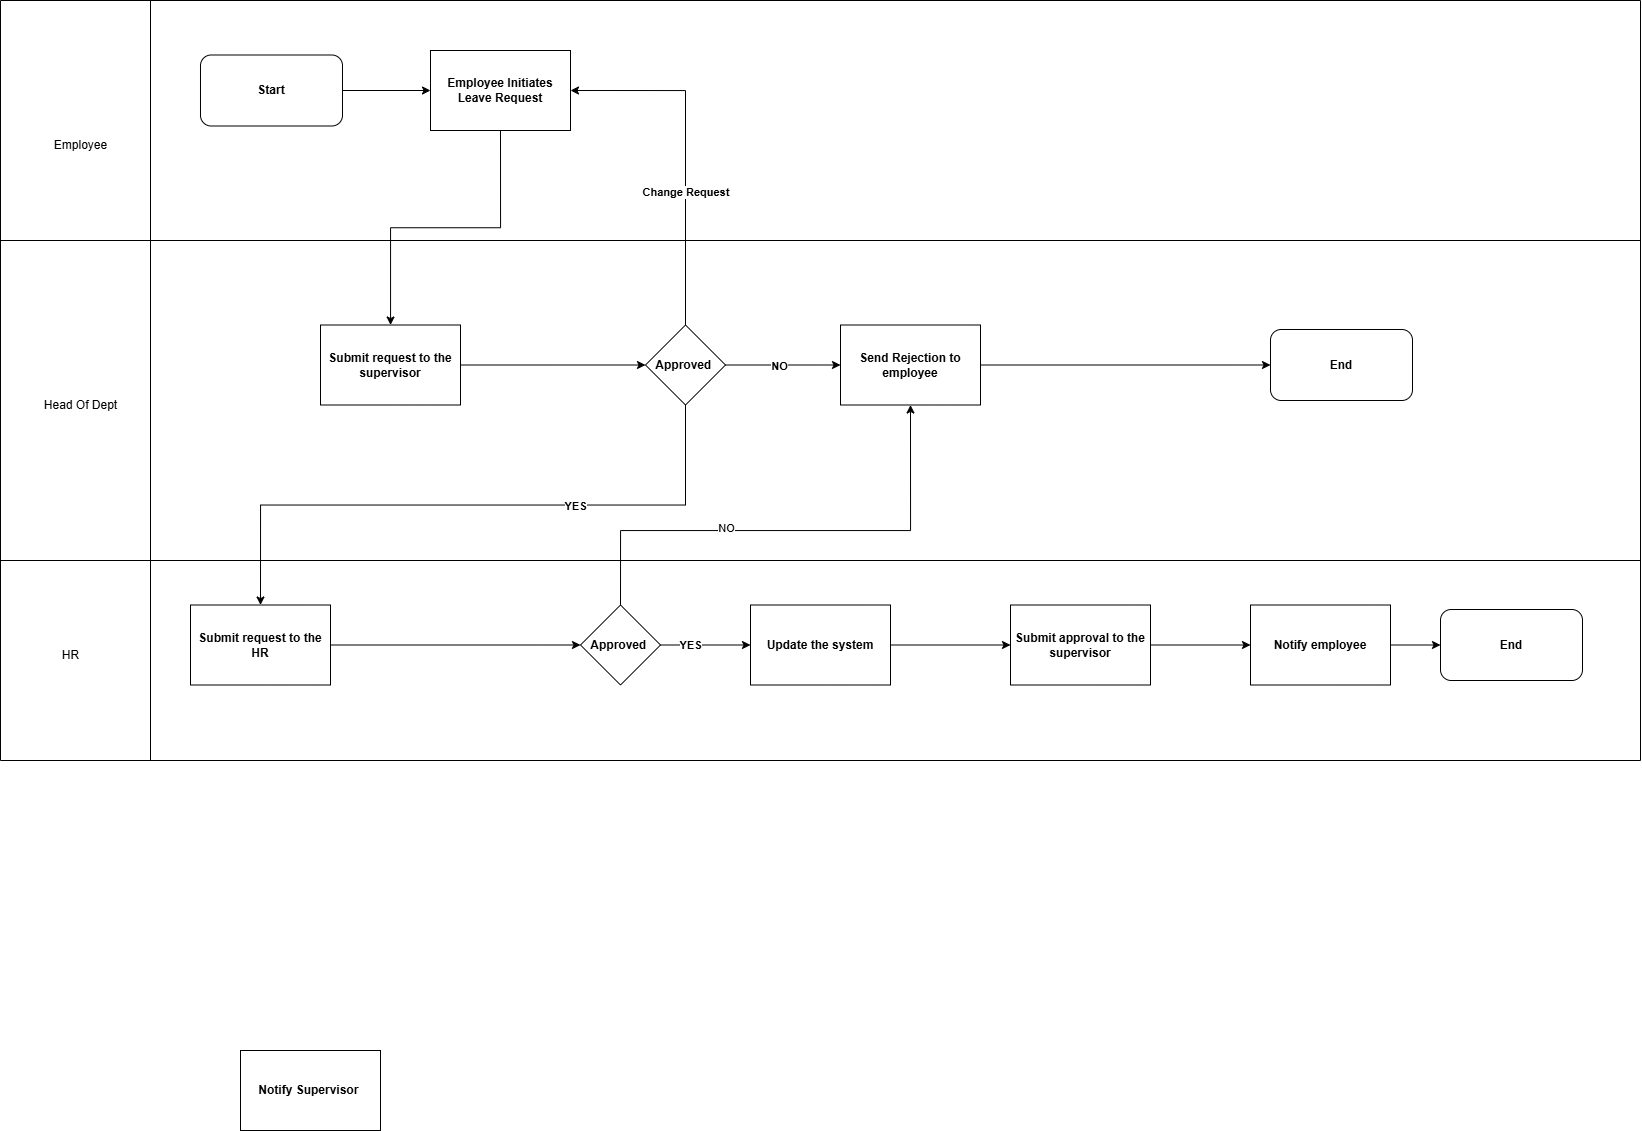 Employee
Start
Employee Initiates
Leave Request
Change Request
Head Of Dept
Submit request to the
supervisor
Approved
NO
Send Rejection to
employee
End
YES
NO
HR
Submit request to the
HR
Approved
YES
Update the system
Submit approval to the
supervisor
Notify employee
End
Notify Supervisor